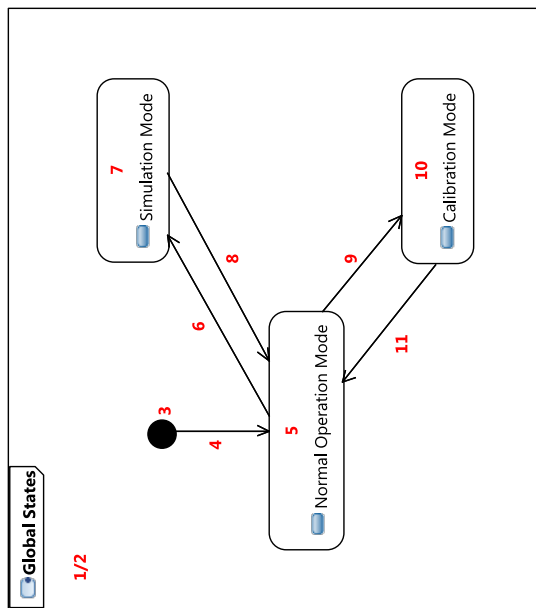 Global States
1/2
3
4
5
Normal Operation Mode
6
7
Simulation Mode
8
9
10
Calibration Mode
11